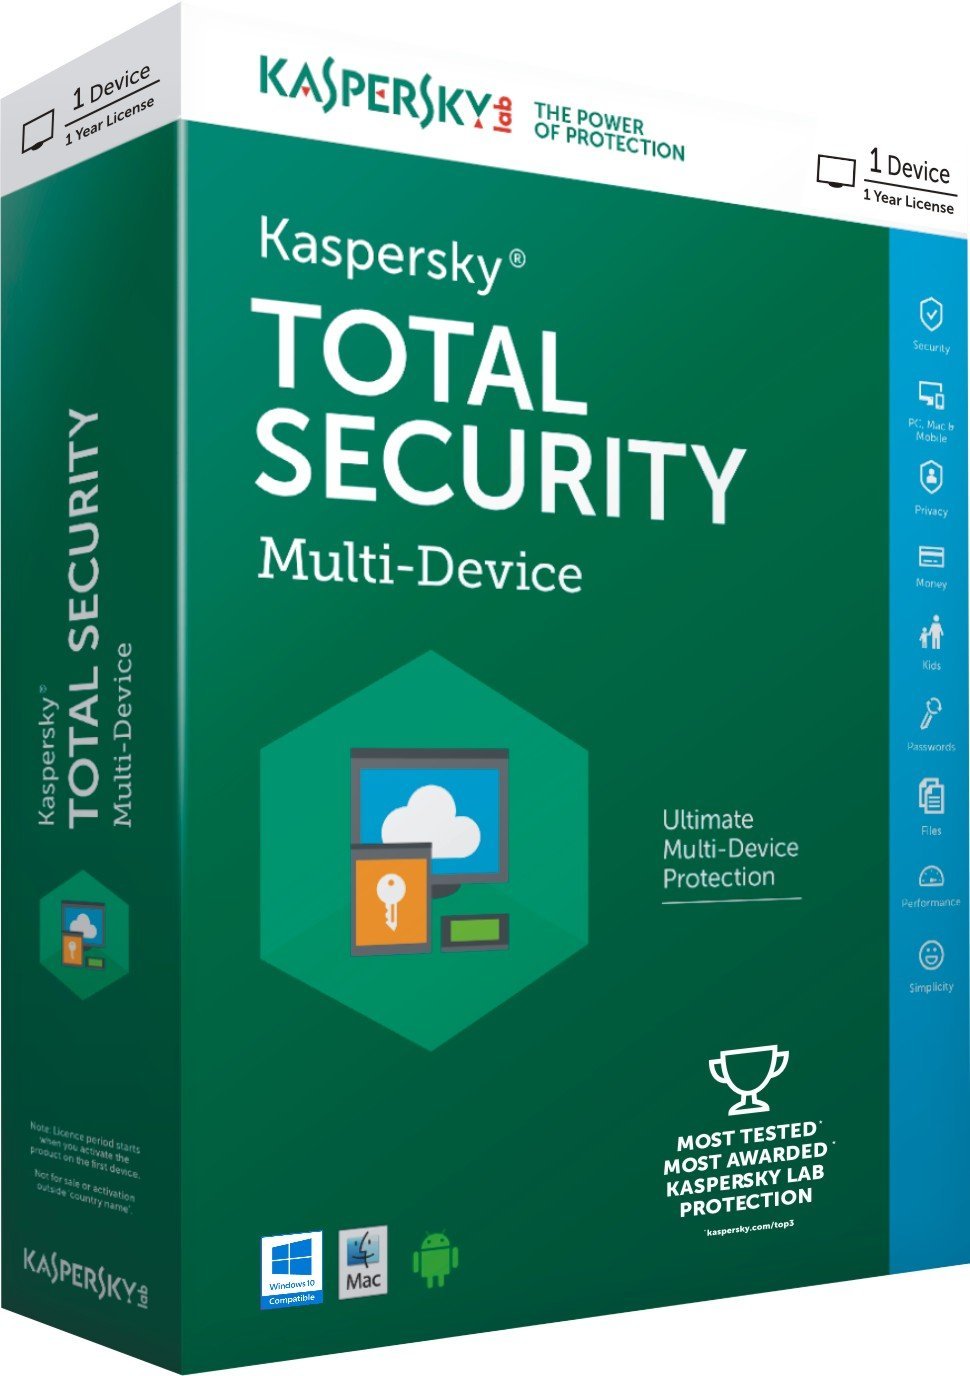 1 Device
1 Year License
KASPERSKY lab
THE POWER
OF PROTECTION
1 Device
1 Year License
Kaspersky®
TOTAL
SECURITY
Multi-Device
Security
PC, Mac &
Mobile
Privacy
Money
Kids
Passwords
Files
Performance
Simplicity
Ultimate
Multi-Device
Protection
MOST TESTED*
MOST AWARDED*
KASPERSKY LAB
PROTECTION
*kaspersky.com/top3
Windows 10
Compatible
Mac
Kaspersky®
TOTAL SECURITY
Multi-Device
Note: Licence period starts
when you activate the
product on the first device.
Not for sale or activation
outside 'country name'.
KASPERSKY lab